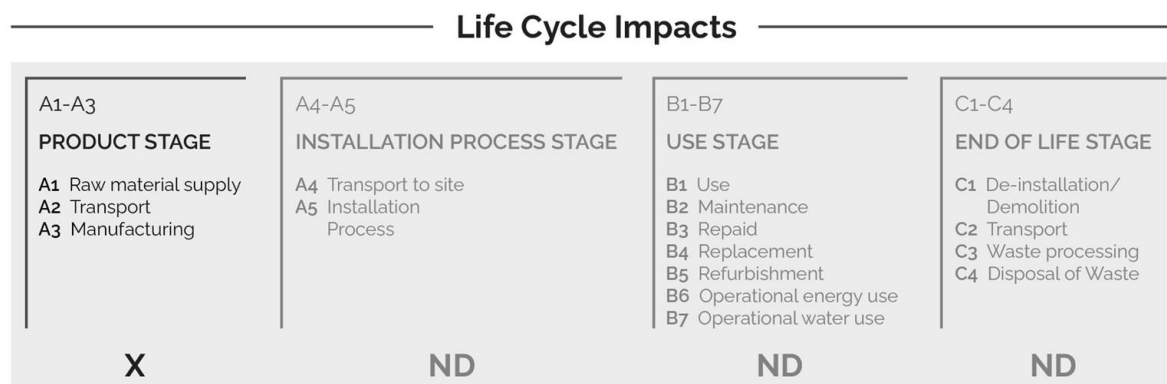 Life Cycle Impacts
A1-A3
PRODUCT STAGE
A1 Raw material supply
A2 Transport
A3 Manufacturing
X
A4-A5
INSTALLATION PROCESS STAGE
A4 Transport to site
A5 Installation
Process
ND
B1-B7
USE STAGE
B1 Use
B2 Maintenance
B3 Repaid
B4 Replacement
B5 Refurbishment
B6 Operational energy use
B7 Operational water use
ND
C1-C4
END OF LIFE STAGE
C1 De-installation/
Demolition
C2 Transport
C3 Waste processing
C4 Disposal of Waste
ND